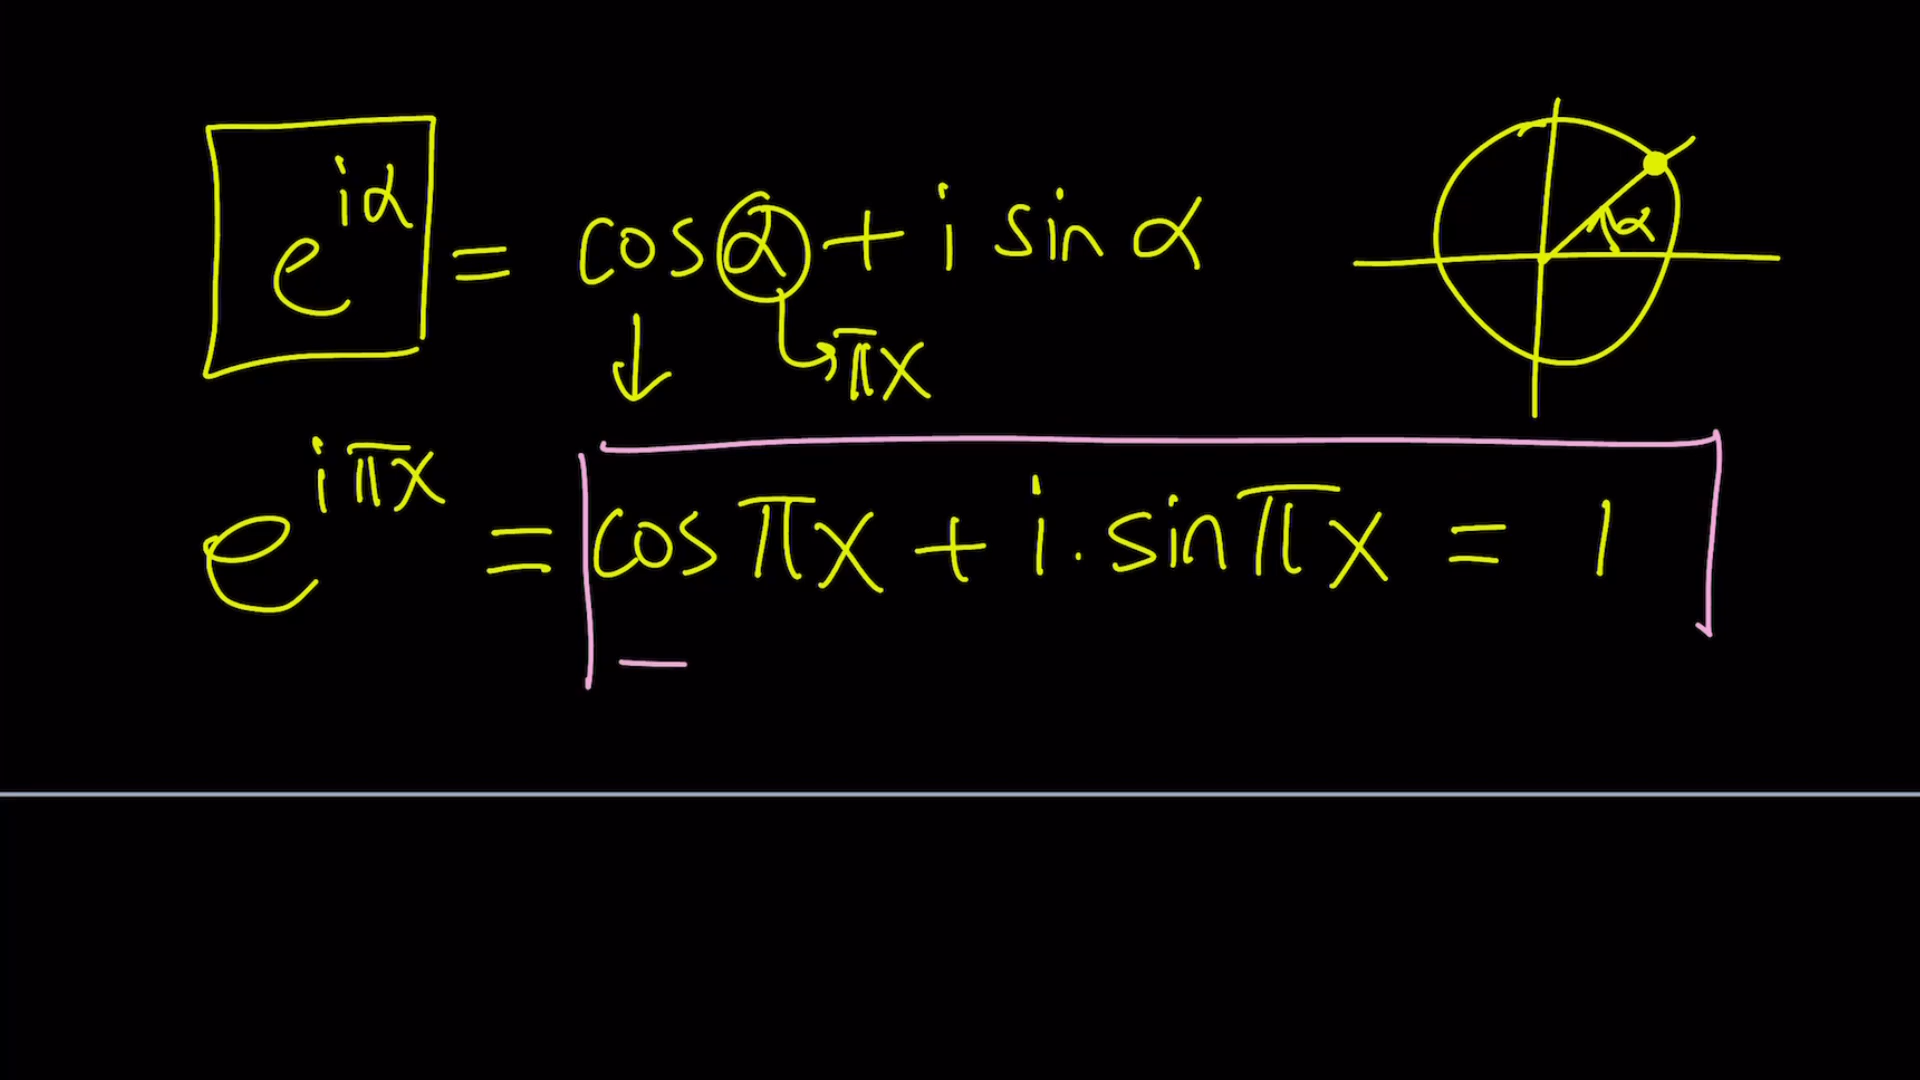 e^{iα} = cos α + i sin α
α
πx
e^{iπx} = cos πx + i · sin πx = 1